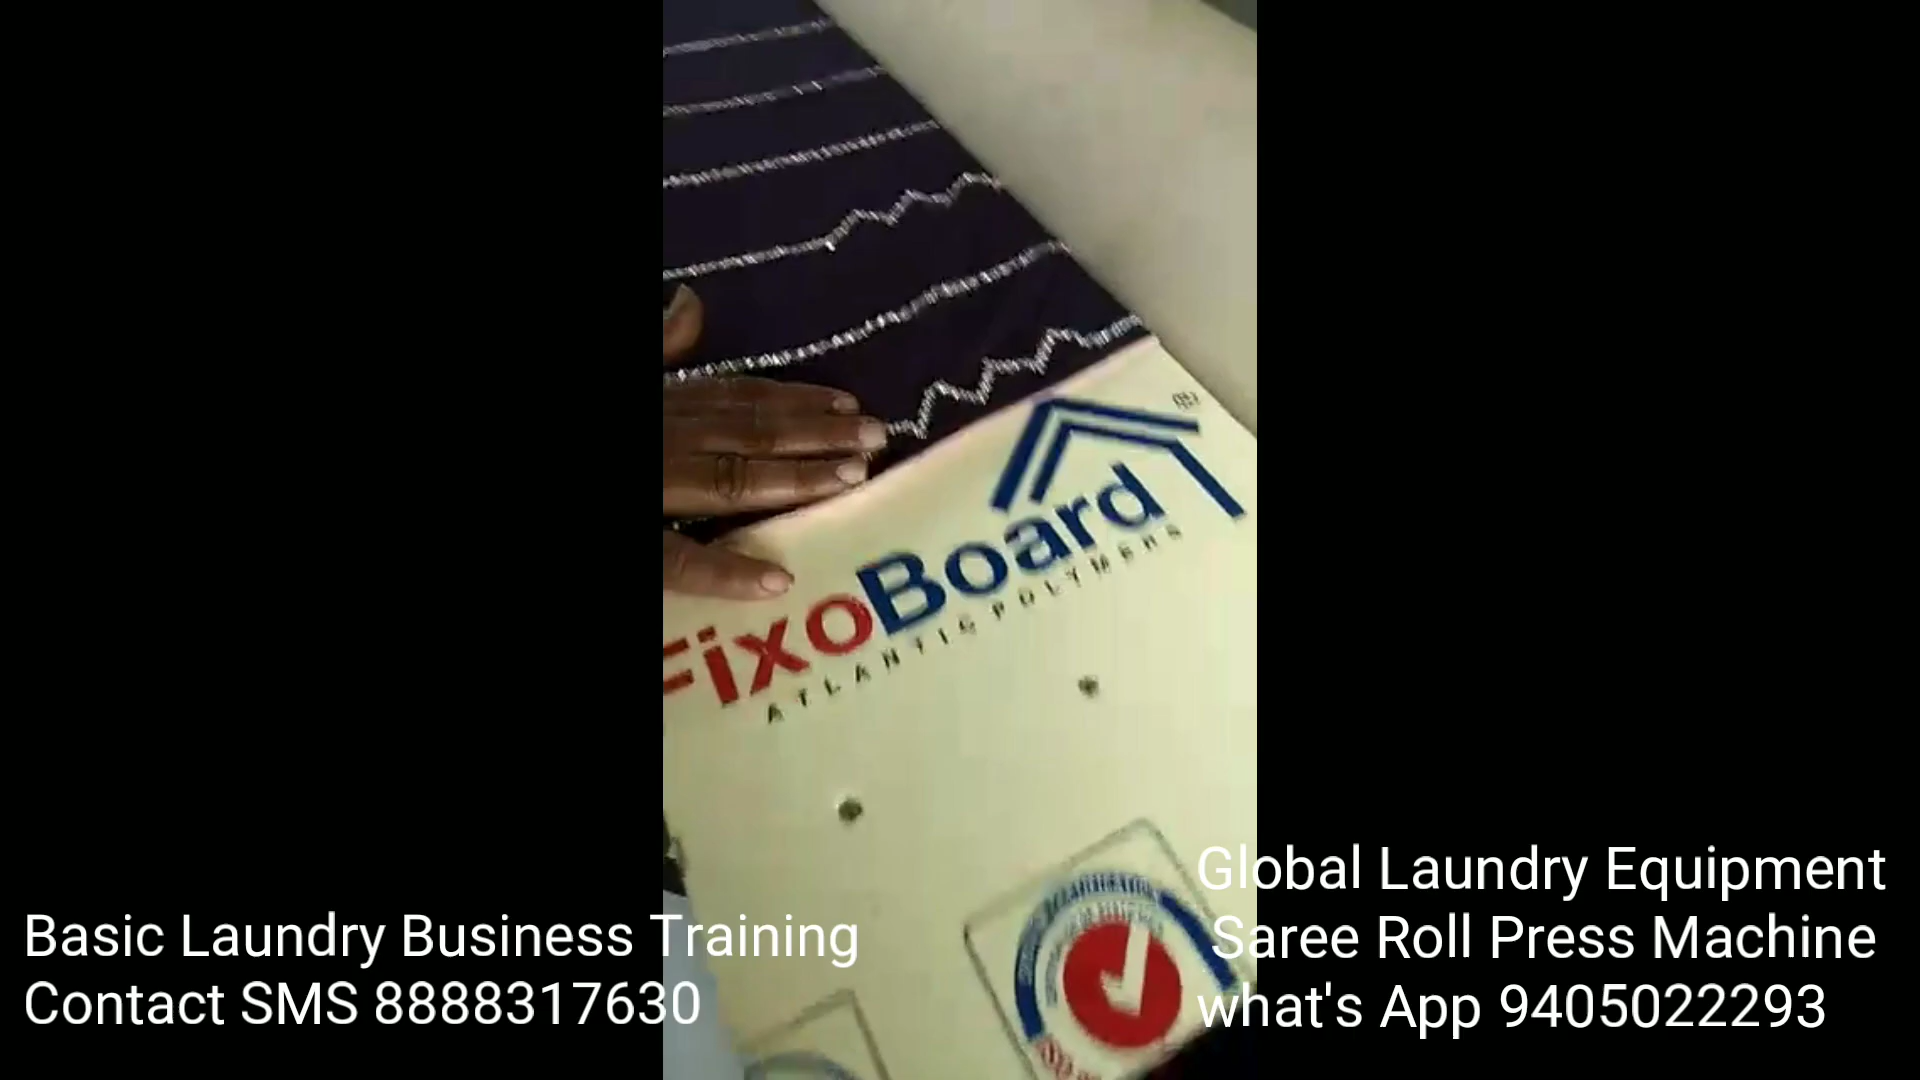 FixoBoard
ATLANTIC POLYMERS
Basic Laundry Business Training
Contact SMS 8888317630
Global Laundry Equipment
Saree Roll Press Machine
what's App 9405022293